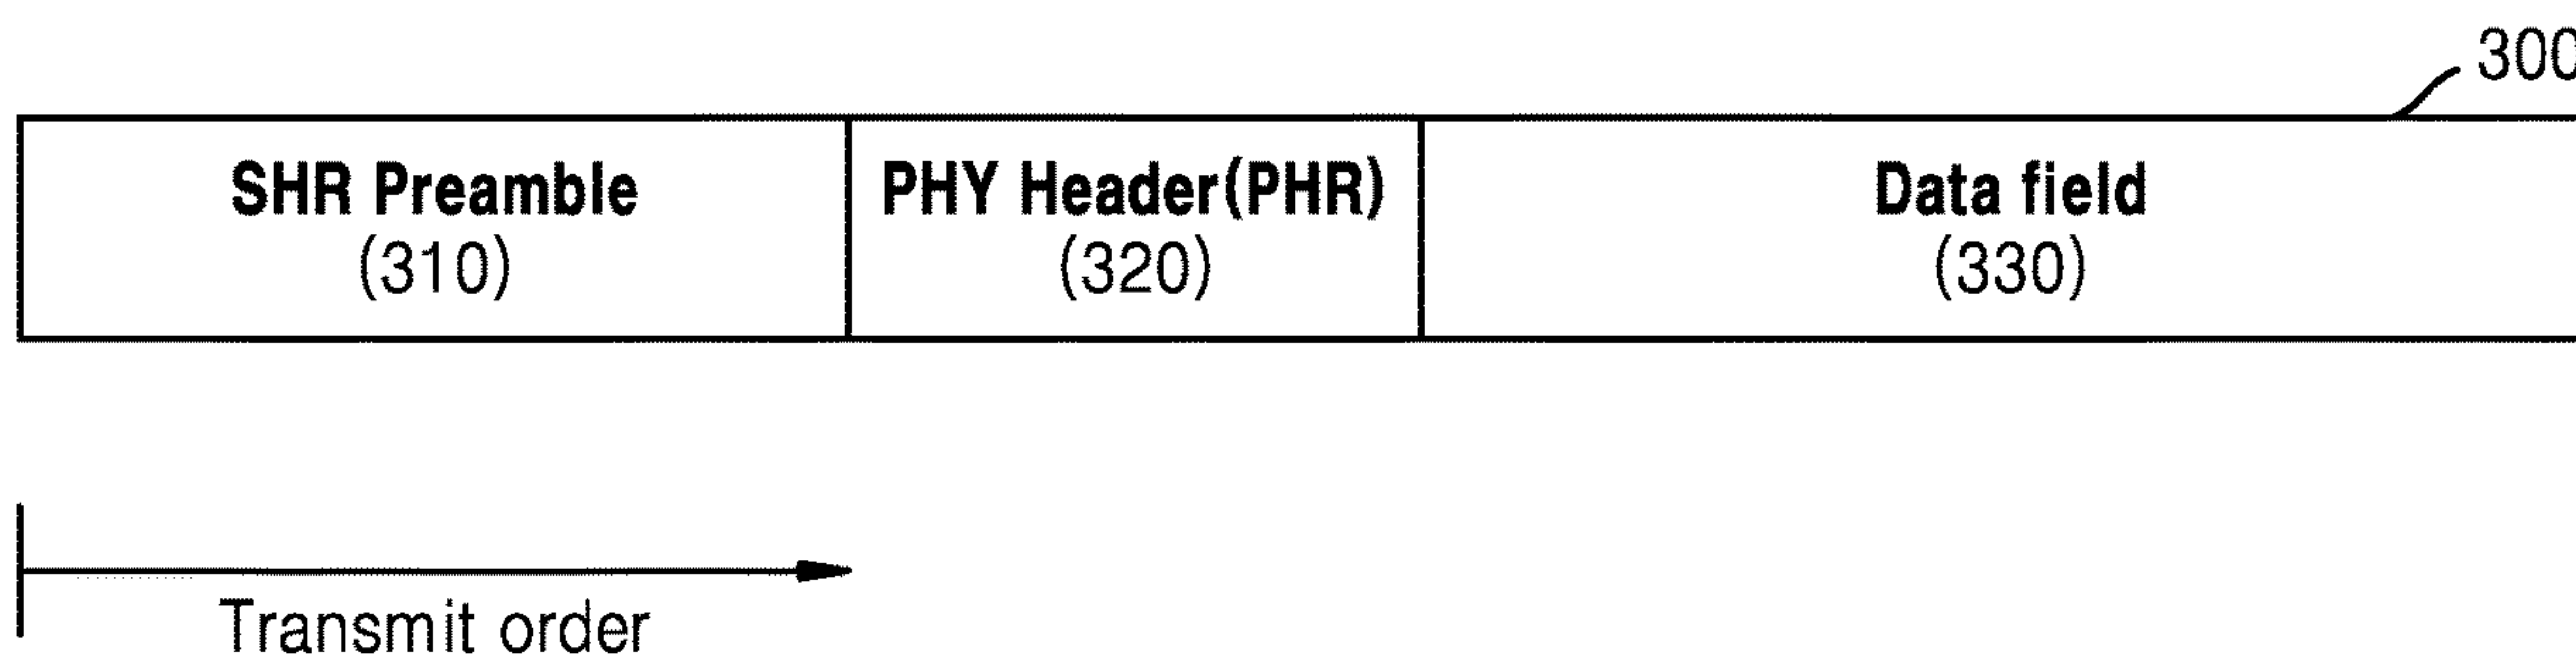 300
SHR Preamble
(310)
PHY Header(PHR)
(320)
Data field
(330)
Transmit order